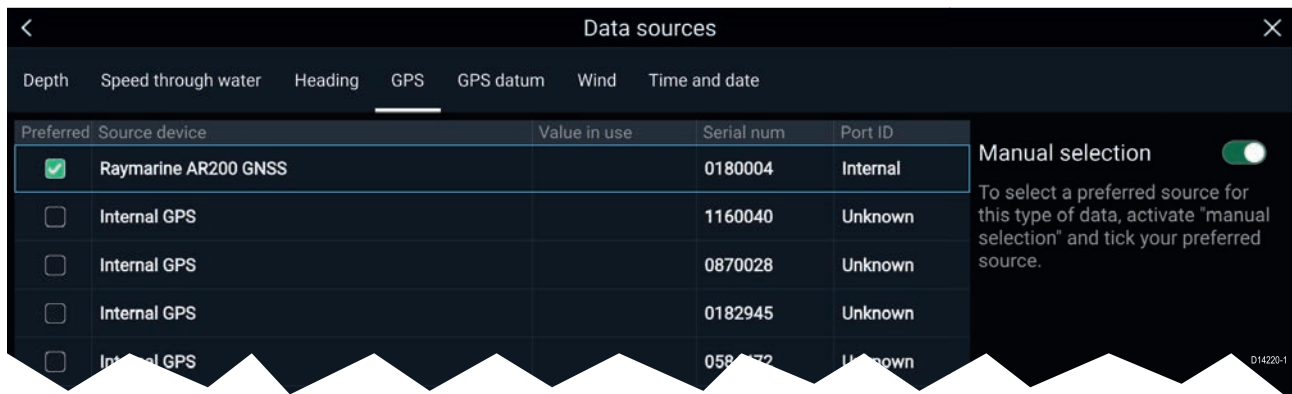 Data sources
Depth Speed through water Heading GPS GPS datum Wind Time and date
Preferred Source device Value in use Serial num Port ID
Raymarine AR200 GNSS 0180004 Internal
Internal GPS 1160040 Unknown
Internal GPS 0870028 Unknown
Internal GPS 0182945 Unknown
GPS
Manual selection
To select a preferred source for
this type of data, activate "manual
selection" and tick your preferred
source.
D14220-1